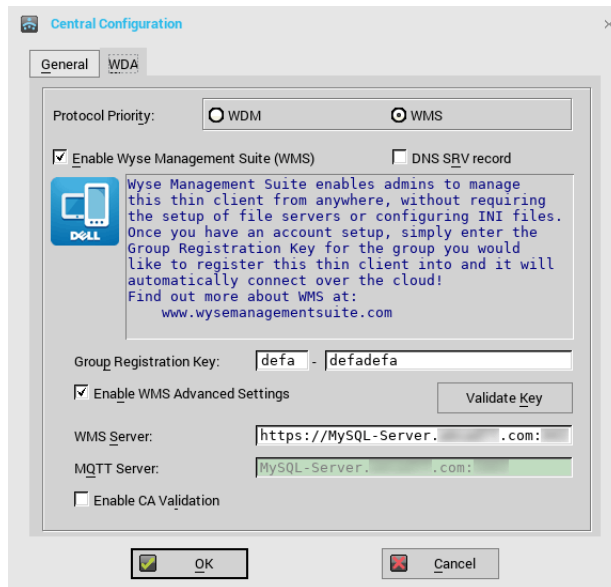 Central Configuration
General WDA
Protocol Priority: WDM WMS
Enable Wyse Management Suite (WMS) DNS SRV record
Wyse Management Suite enables admins to manage
this thin client from anywhere, without requiring
the setup of file servers or configuring INI files.
Once you have an account setup, simply enter the
Group Registration Key for the group you would
like to register this thin client into and it will
automatically connect over the cloud!
Find out more about WMS at:
www.wysemanagementsuite.com
DELL
Group Registration Key: defa - defadefa
Enable WMS Advanced Settings Validate Key
WMS Server: https://MySQL-Server. .com:
MQTT Server: MySQL-Server. .com:
Enable CA Validation
OK Cancel